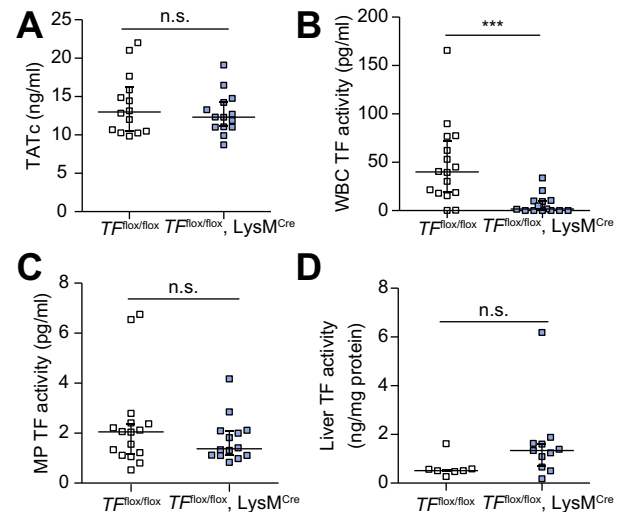 A
TATc (ng/ml)
25
20
15
10
5
0
n.s.
TFflox/flox
TFflox/flox, LysMCre
B
WBC TF activity (pg/ml)
200
150
100
50
0
***
TFflox/flox
TFflox/flox, LysMCre
C
MP TF activity (pg/ml)
8
6
4
2
0
n.s.
TFflox/flox
TFflox/flox, LysMCre
D
Liver TF activity
(ng/mg protein)
8
6
4
2
0
n.s.
TFflox/flox
TFflox/flox, LysMCre